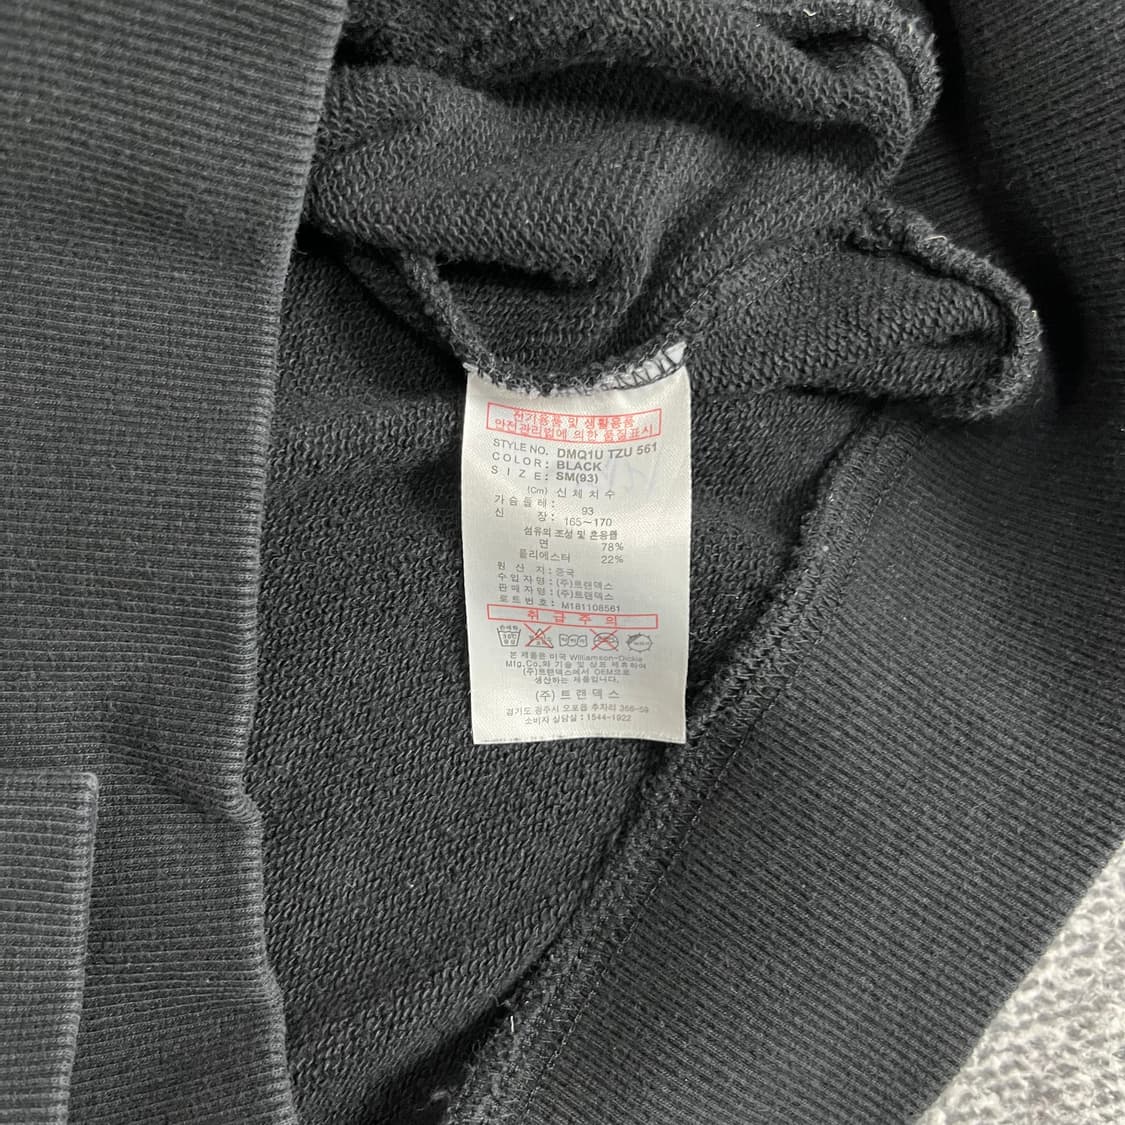 전기용품 및 생활용품
안전관리법에 의한 품질표시
STYLE NO. DMQ1U TZU 561
COLOR: BLACK
SIZE: SM(93)
(Cm) 신체치수
가슴둘레: 93
신 장: 165~170
섬유의 조성 및 혼용률
면 78%
폴리에스터 22%
원산지: 중국
수입자명: (주)트랜덱스
판매자명: (주)트랜덱스
로트번호: M181108561
취급주의
본 제품은 미국 Williamson-Dickie
Mfg.Co.와 기술 및 상표 제휴하여
(주)트랜덱스에서 OEM으로
생산하는 제품입니다.
(주)트랜덱스
경기도 광주시 오포읍 추자리 366-59
소비자 상담실: 1544-1922